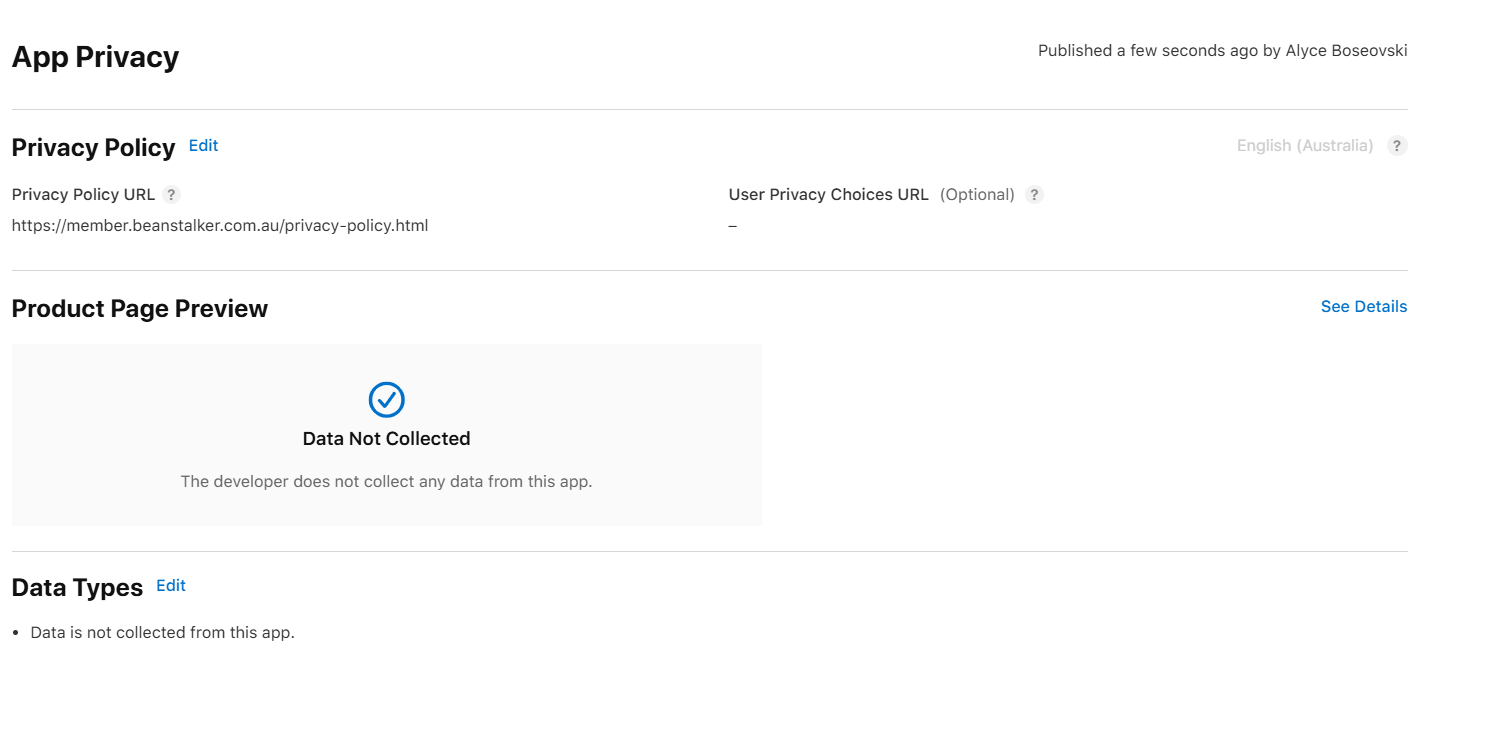 App Privacy
Published a few seconds ago by Alyce Boseovski
Privacy Policy Edit
English (Australia) ?
Privacy Policy URL ?
https://member.beanstalker.com.au/privacy-policy.html
User Privacy Choices URL (Optional) ?
–
Product Page Preview
See Details
Data Not Collected
The developer does not collect any data from this app.
Data Types Edit
• Data is not collected from this app.